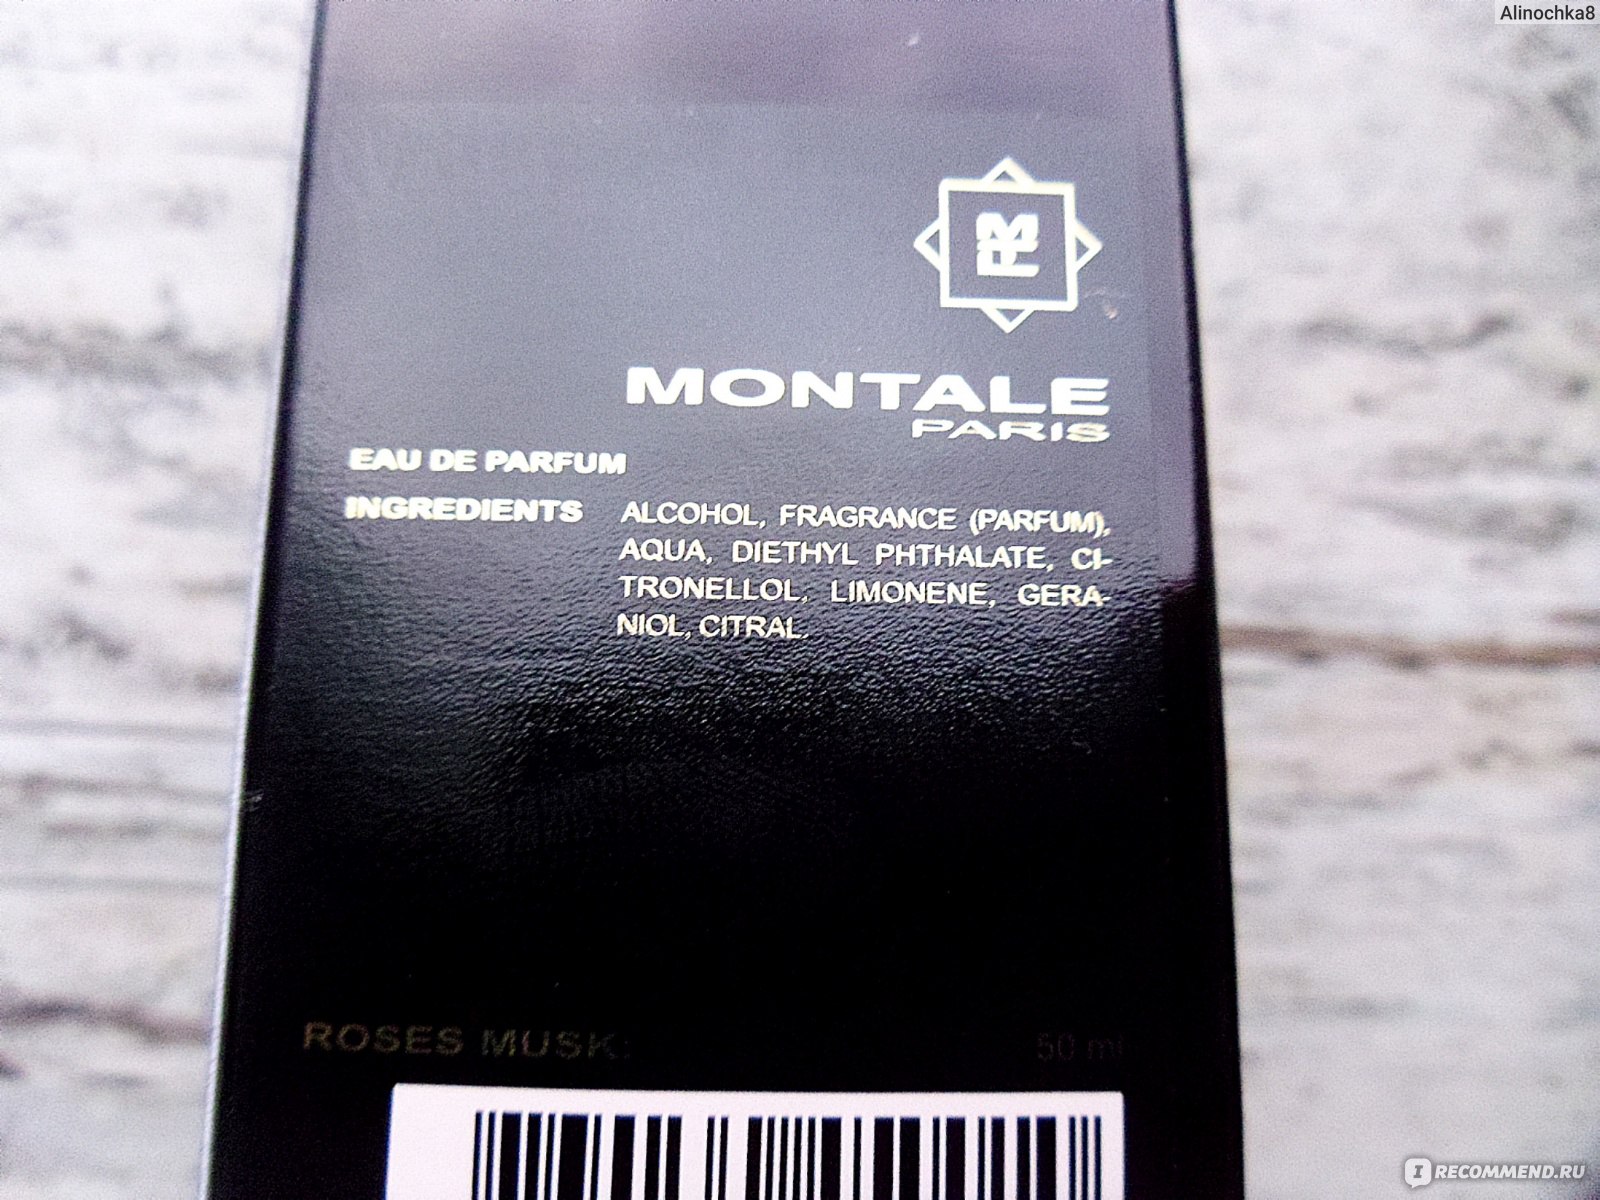 Alinochka8
MONTALE
PARIS
EAU DE PARFUM
INGREDIENTS ALCOHOL, FRAGRANCE (PARFUM),
AQUA, DIETHYL PHTHALATE, CI-
TRONELLOL, LIMONENE, GERA-
NIOL, CITRAL.
ROSES MUSK
50 ml
IRECOMMEND.RU